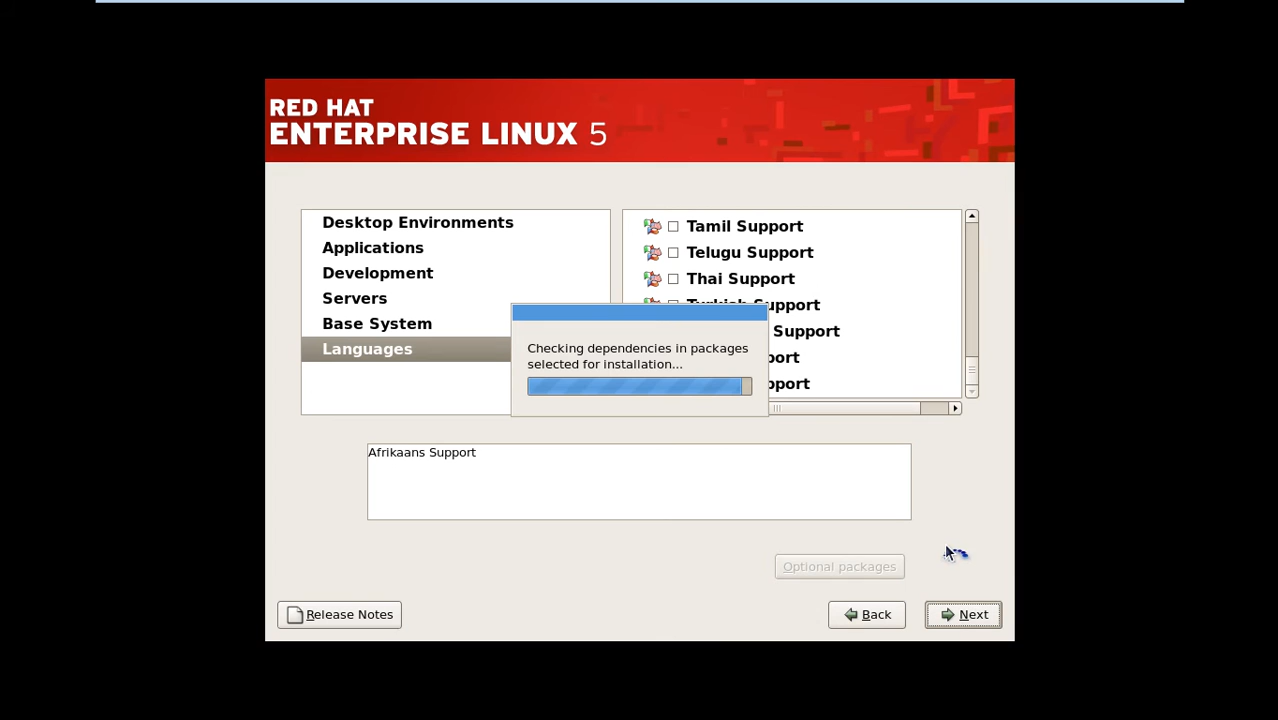 RED HAT
ENTERPRISE LINUX 5
Desktop Environments
Applications
Development
Servers
Base System
Languages
Tamil Support
Telugu Support
Thai Support
Support
Support
Checking dependencies in packages
selected for installation...
Afrikaans Support
Optional packages
Release Notes
Back
Next